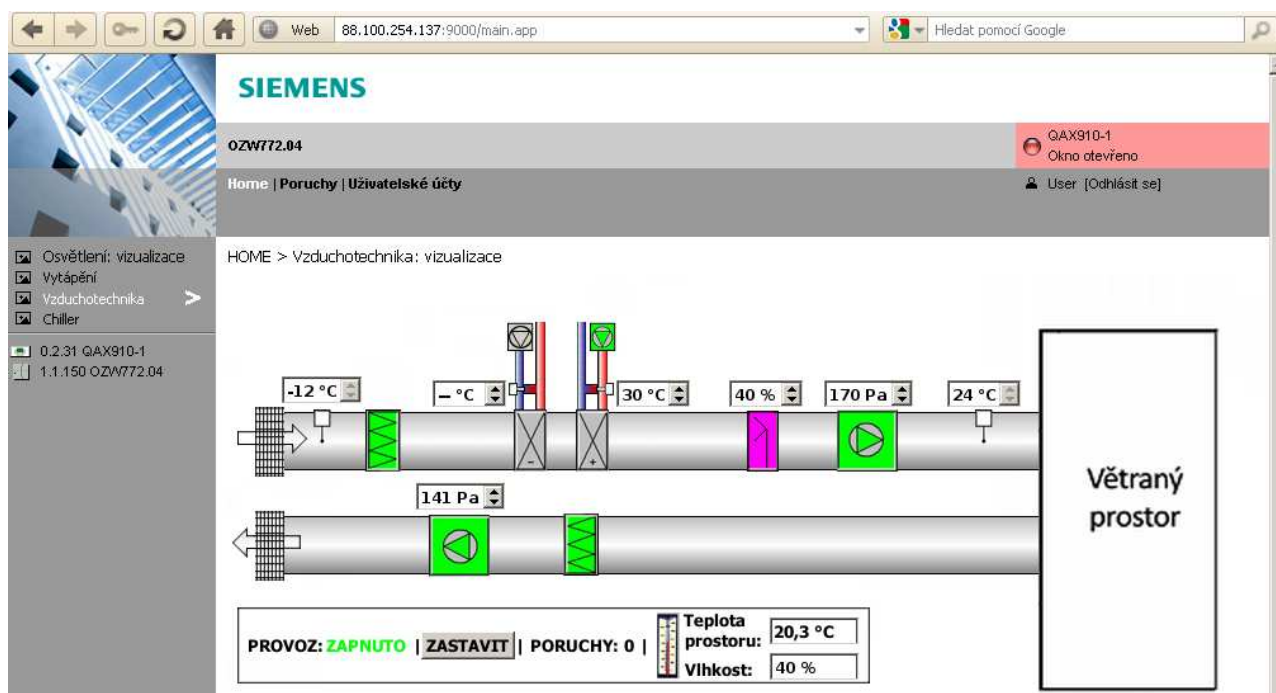 Web 88.100.254.137:9000/main.app Hledat pomocí Google
SIEMENS
OZW772.04
QAX910-1
Okno otevřeno
Home | Poruchy | Uživatelské účty
User [Odhlásit se]
Osvětlení: vizualizace
Vytápění
Vzduchotechnika >
Chiller
0.2.31 QAX910-1
1.1.150 OZW772.04
HOME > Vzduchotechnika: vizualizace
-12 °C
– °C
30 °C
40 %
170 Pa
24 °C
- +
141 Pa
Větraný
prostor
PROVOZ: ZAPNUTO | ZASTAVIT | PORUCHY: 0 |
Teplota
prostoru: 20,3 °C
Vlhkost: 40 %